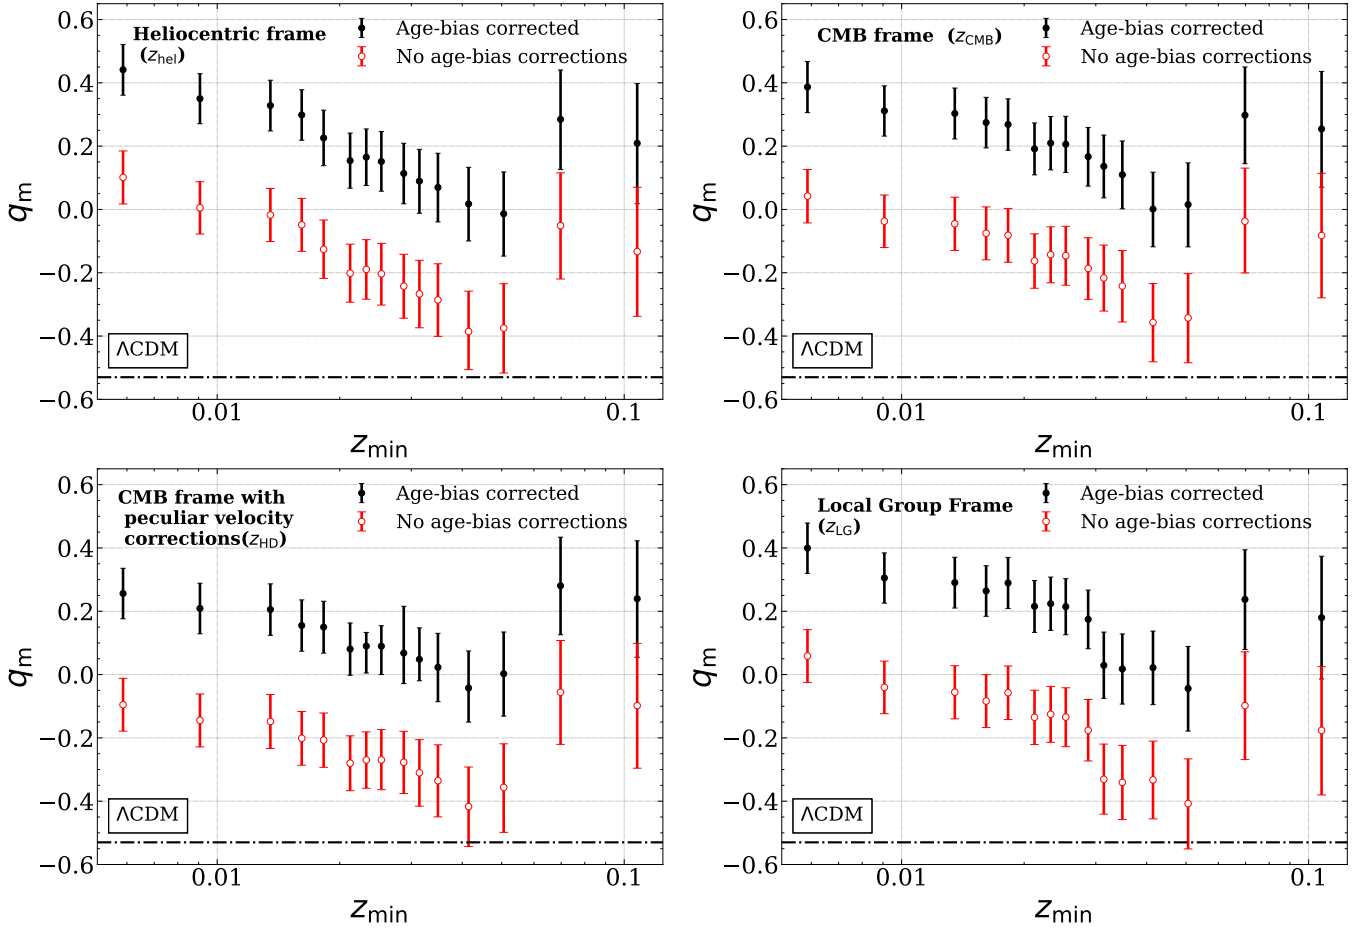 Heliocentric frame
(z_hel)
Age-bias corrected
No age-bias corrections
0.6
0.4
0.2
0.0
−0.2
−0.4
−0.6
q_m
ΛCDM
0.01
0.1
z_min
CMB frame (z_CMB)
Age-bias corrected
No age-bias corrections
0.6
0.4
0.2
0.0
−0.2
−0.4
−0.6
q_m
ΛCDM
0.01
0.1
z_min
CMB frame with
peculiar velocity
corrections(z_HD)
Age-bias corrected
No age-bias corrections
0.6
0.4
0.2
0.0
−0.2
−0.4
−0.6
q_m
ΛCDM
0.01
0.1
z_min
Local Group Frame
(z_LG)
Age-bias corrected
No age-bias corrections
0.6
0.4
0.2
0.0
−0.2
−0.4
−0.6
q_m
ΛCDM
0.01
0.1
z_min